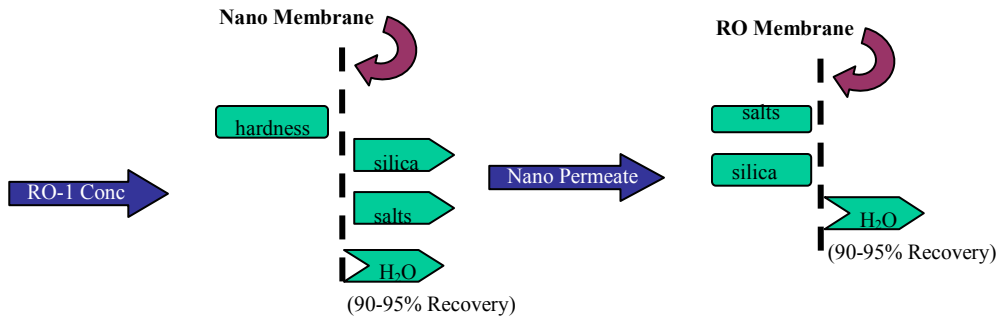 Nano Membrane
RO Membrane
hardness
silica
salts
H₂O
(90-95% Recovery)
RO-1 Conc
Nano Permeate
salts
silica
H₂O
(90-95% Recovery)